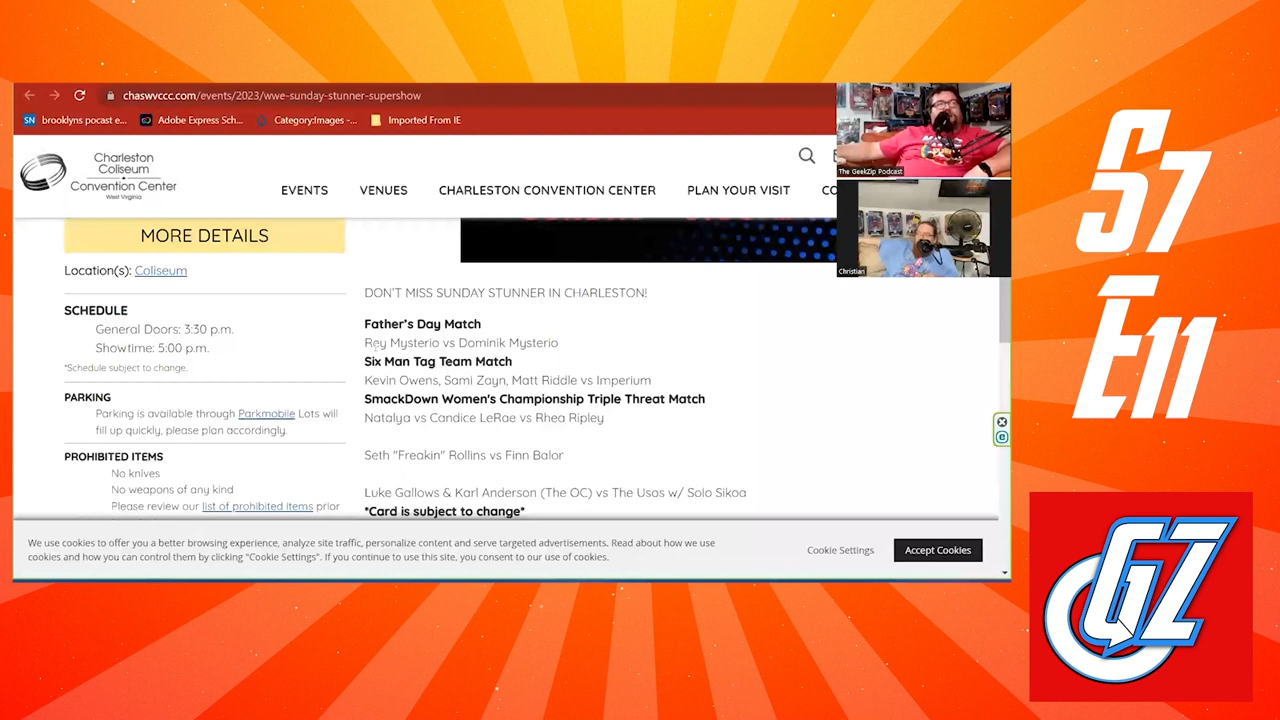 chaswvccc.com/events/2023/wwe-sunday-stunner-supershow
SN brooklyns pocast e... Adobe Express Sch... Category:Images -... Imported From IE
Charleston
Coliseum
Convention Center
West Virginia
EVENTS VENUES CHARLESTON CONVENTION CENTER PLAN YOUR VISIT CO
The GeekZip Podcast
Christian
S7
E11
GZ
MORE DETAILS
Location(s): Coliseum
SCHEDULE
General Doors: 3:30 p.m.
Showtime: 5:00 p.m.
*Schedule subject to change.
PARKING
Parking is available through Parkmobile Lots will
fill up quickly, please plan accordingly.
PROHIBITED ITEMS
No knives
No weapons of any kind
Please review our list of prohibited items prior
DON'T MISS SUNDAY STUNNER IN CHARLESTON!
Father's Day Match
Rey Mysterio vs Dominik Mysterio
Six Man Tag Team Match
Kevin Owens, Sami Zayn, Matt Riddle vs Imperium
SmackDown Women's Championship Triple Threat Match
Natalya vs Candice LeRae vs Rhea Ripley
Seth "Freakin" Rollins vs Finn Balor
Luke Gallows & Karl Anderson (The OC) vs The Usos w/ Solo Sikoa
*Card is subject to change*
We use cookies to offer you a better browsing experience, analyze site traffic, personalize content and serve targeted advertisements. Read about how we use
cookies and how you can control them by clicking "Cookie Settings". If you continue to use this site, you consent to our use of cookies.
Cookie Settings
Accept Cookies